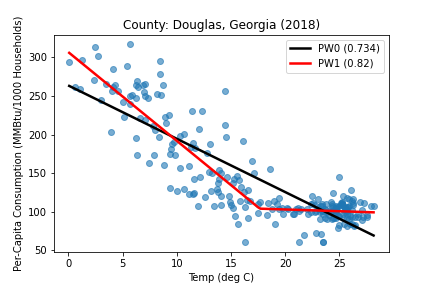 County: Douglas, Georgia (2018)
PW0 (0.734)
PW1 (0.82)
Per-Capita Consumption (MMBtu/1000 Households)
300
250
200
150
100
50
0 5 10 15 20 25
Temp (deg C)